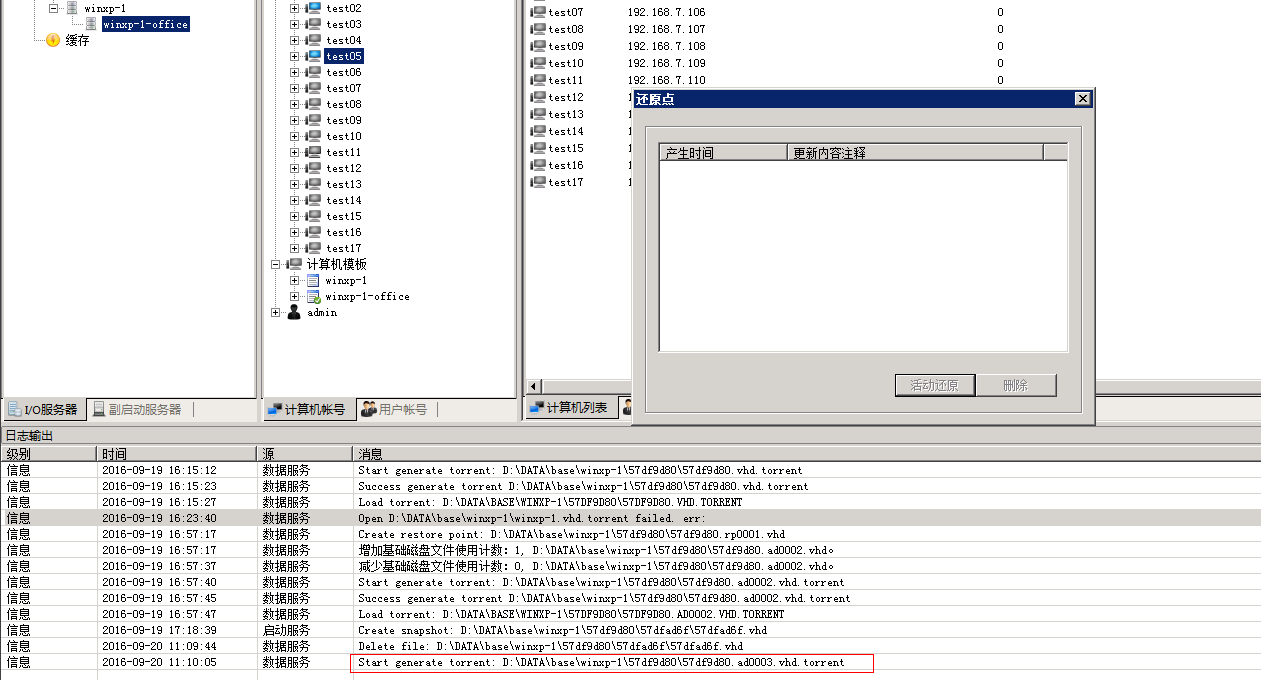 winxp-1
winxp-1-office
缓存
test02
test03
test04
test05
test06
test07
test08
test09
test10
test11
test12
test13
test14
test15
test16
test17
计算机模板
winxp-1
winxp-1-office
admin
test07 192.168.7.106 0
test08 192.168.7.107 0
test09 192.168.7.108 0
test10 192.168.7.109 0
test11 192.168.7.110 0
test12
test13
test14
test15
test16
test17
还原点
产生时间 更新内容注释
活动还原 删除
I/O服务器 副启动服务器 计算机帐号 用户帐号 计算机列表
日志输出
级别 时间 源 消息
信息 2016-09-19 16:15:12 数据服务 Start generate torrent: D:\DATA\base\winxp-1\57df9d80\57df9d80.vhd.torrent
信息 2016-09-19 16:15:23 数据服务 Success generate torrent D:\DATA\base\winxp-1\57df9d80\57df9d80.vhd.torrent
信息 2016-09-19 16:15:27 数据服务 Load torrent: D:\DATA\BASE\WINXP-1\57DF9D80\57DF9D80.VHD.TORRENT
信息 2016-09-19 16:23:40 数据服务 Open D:\DATA\base\winxp-1\winxp-1.vhd.torrent failed. err:
信息 2016-09-19 16:57:17 数据服务 Create restore point: D:\DATA\base\winxp-1\57df9d80\57df9d80.rp0001.vhd
信息 2016-09-19 16:57:17 数据服务 增加基础磁盘文件使用计数: 1, D:\DATA\base\winxp-1\57df9d80\57df9d80.ad0002.vhd。
信息 2016-09-19 16:57:37 数据服务 减少基础磁盘文件使用计数: 0, D:\DATA\base\winxp-1\57df9d80\57df9d80.ad0002.vhd。
信息 2016-09-19 16:57:40 数据服务 Start generate torrent: D:\DATA\base\winxp-1\57df9d80\57df9d80.ad0002.vhd.torrent
信息 2016-09-19 16:57:45 数据服务 Success generate torrent D:\DATA\base\winxp-1\57df9d80\57df9d80.ad0002.vhd.torrent
信息 2016-09-19 16:57:47 数据服务 Load torrent: D:\DATA\BASE\WINXP-1\57DF9D80\57DF9D80.AD0002.VHD.TORRENT
信息 2016-09-19 17:18:39 启动服务 Create snapshot: D:\DATA\base\winxp-1\57df9d80\57dfad6f\57dfad6f.vhd
信息 2016-09-20 11:09:44 数据服务 Delete file: D:\DATA\base\winxp-1\57df9d80\57dfad6f\57dfad6f.vhd
信息 2016-09-20 11:10:05 数据服务 Start generate torrent: D:\DATA\base\winxp-1\57df9d80\57df9d80.ad0003.vhd.torrent